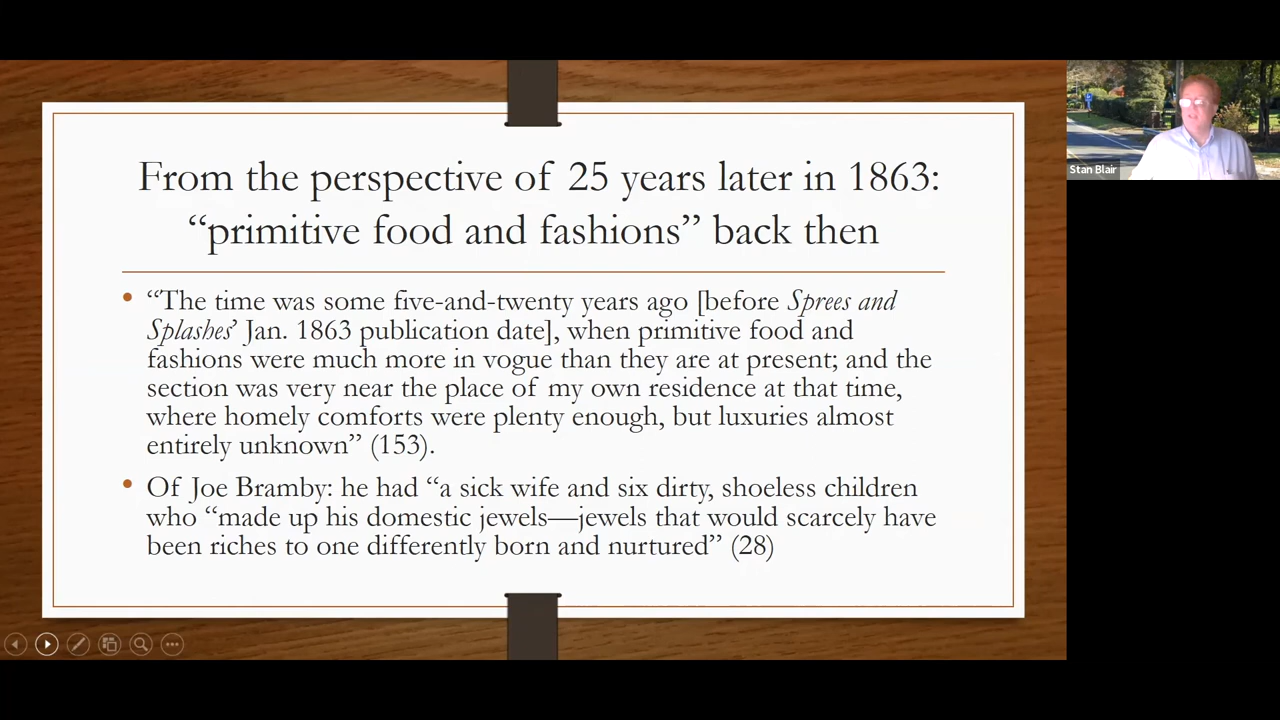 From the perspective of 25 years later in 1863:
“primitive food and fashions” back then
• “The time was some five-and-twenty years ago [before Sprees and
Splashes’ Jan. 1863 publication date], when primitive food and
fashions were much more in vogue than they are at present; and the
section was very near the place of my own residence at that time,
where homely comforts were plenty enough, but luxuries almost
entirely unknown” (153).
• Of Joe Bramby: he had “a sick wife and six dirty, shoeless children
who “made up his domestic jewels—jewels that would scarcely have
been riches to one differently born and nurtured” (28)
Stan Blair